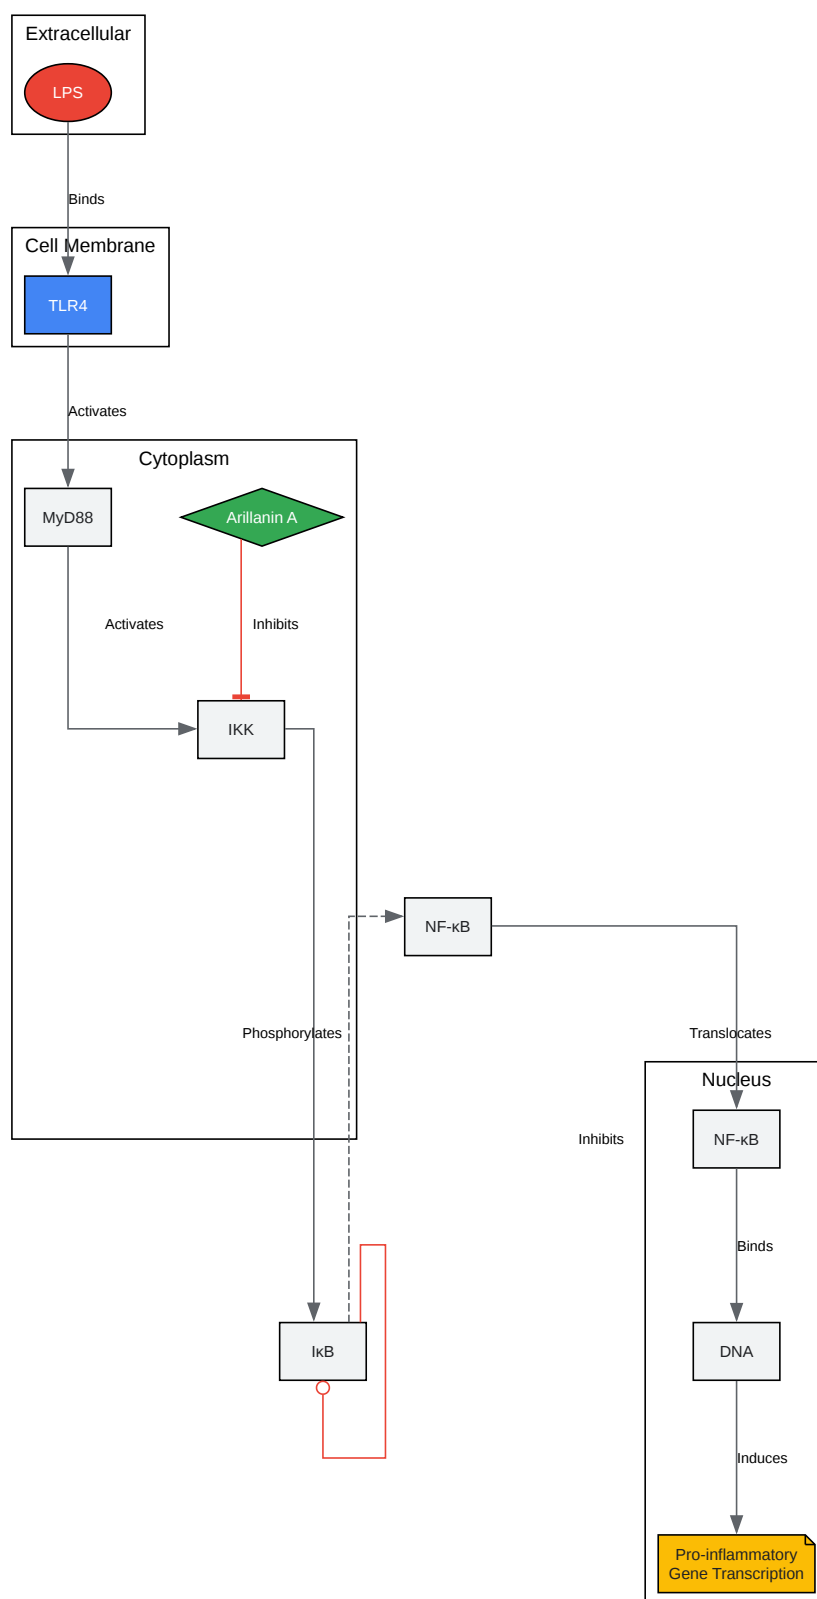 Extracellular
LPS
Binds
Cell Membrane
TLR4
Activates
Cytoplasm
MyD88
Arillanin A
Activates
Inhibits
IKK
NF-κB
Phosphorylates
Translocates
Nucleus
NF-κB
Inhibits
Binds
IκB
DNA
Induces
Pro-inflammatory
Gene Transcription